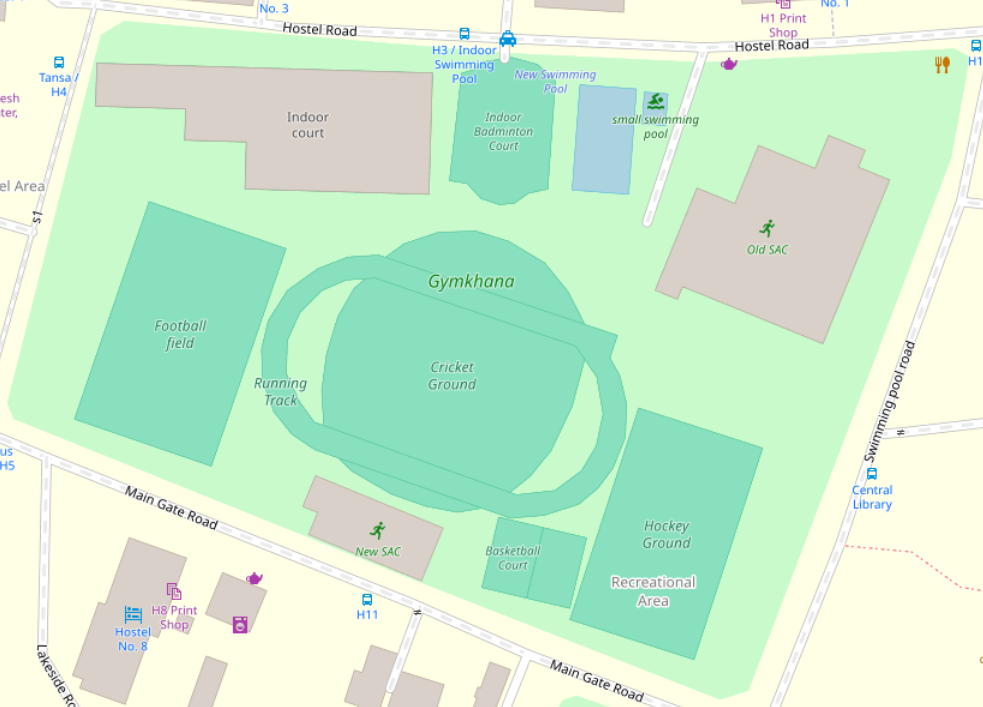 No. 3
Hostel Road
H3 / Indoor
Swimming
Pool
H1 Print
Shop
No. 1
Hostel Road
H1
Tansa /
H4
esh
ter,
el Area
s1
Indoor
court
Indoor
Badminton
Court
New Swimming
Pool
small swimming
pool
Old SAC
Gymkhana
Football
field
Cricket
Ground
Running
Track
Swimming pool road
Central
Library
us
H5
Main Gate Road
New SAC
Basketball
Court
Hockey
Ground
Recreational
Area
H11
H8 Print
Shop
Hostel
No. 8
Lakeside Ro
Main Gate Road